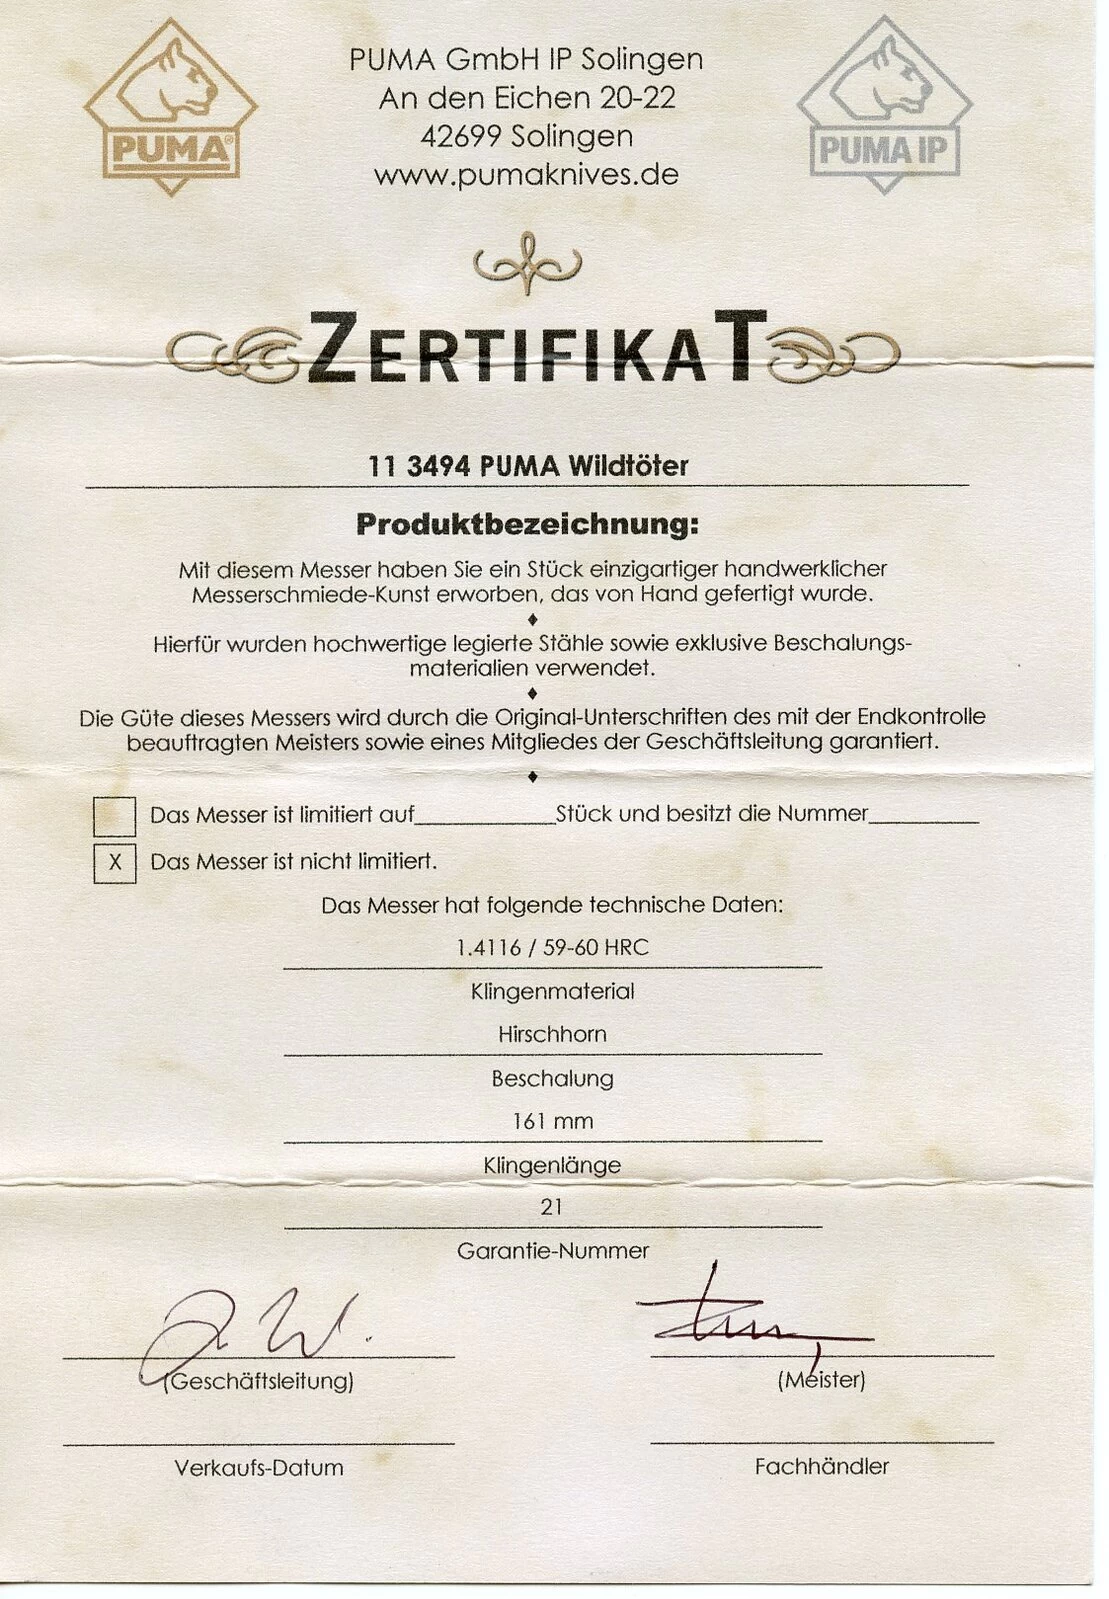 PUMA®
PUMA GmbH IP Solingen
An den Eichen 20-22
42699 Solingen
www.pumaknives.de
PUMA IP
ZERTIFIKAT
11 3494 PUMA Wildtöter
Produktbezeichnung:
Mit diesem Messer haben Sie ein Stück einzigartiger handwerklicher
Messerschmiede-Kunst erworben, das von Hand gefertigt wurde.
Hierfür wurden hochwertige legierte Stähle sowie exklusive Beschalungs-
materialien verwendet.
Die Güte dieses Messers wird durch die Original-Unterschriften des mit der Endkontrolle
beauftragten Meisters sowie eines Mitgliedes der Geschäftsleitung garantiert.
Das Messer ist limitiert auf__________Stück und besitzt die Nummer________
X Das Messer ist nicht limitiert.
Das Messer hat folgende technische Daten:
1.4116 / 59-60 HRC
Klingenmaterial
Hirschhorn
Beschalung
161 mm
Klingenlänge
21
Garantie-Nummer
(Geschäftsleitung)
(Meister)
Verkaufs-Datum
Fachhändler